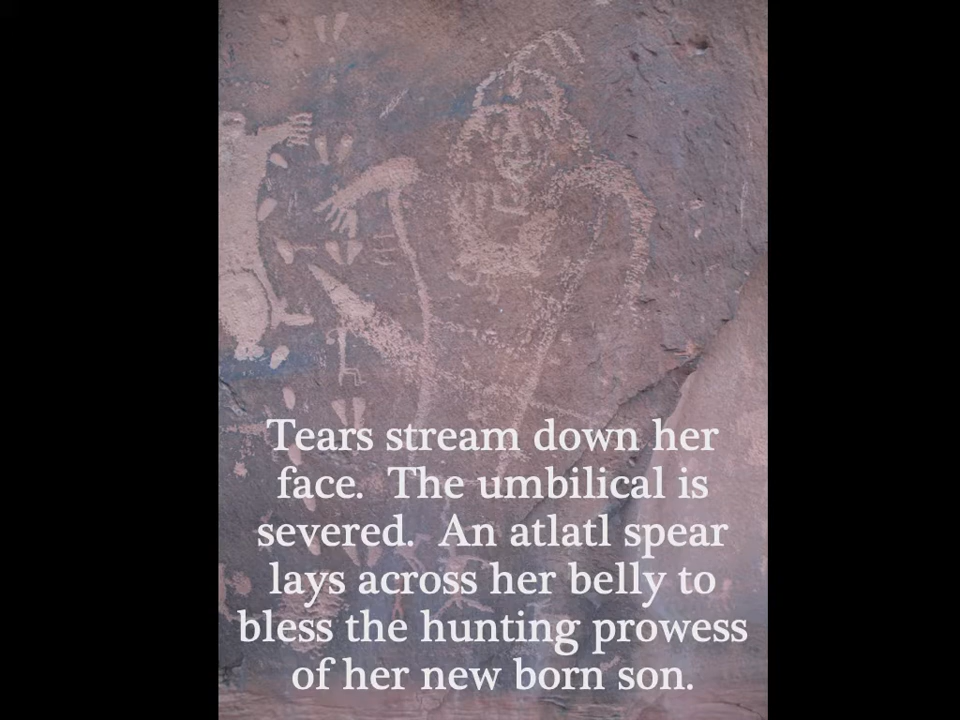 Tears stream down her
face.  The umbilical is
severed.  An atlatl spear
lays across her belly to
bless the hunting prowess
of her new born son.